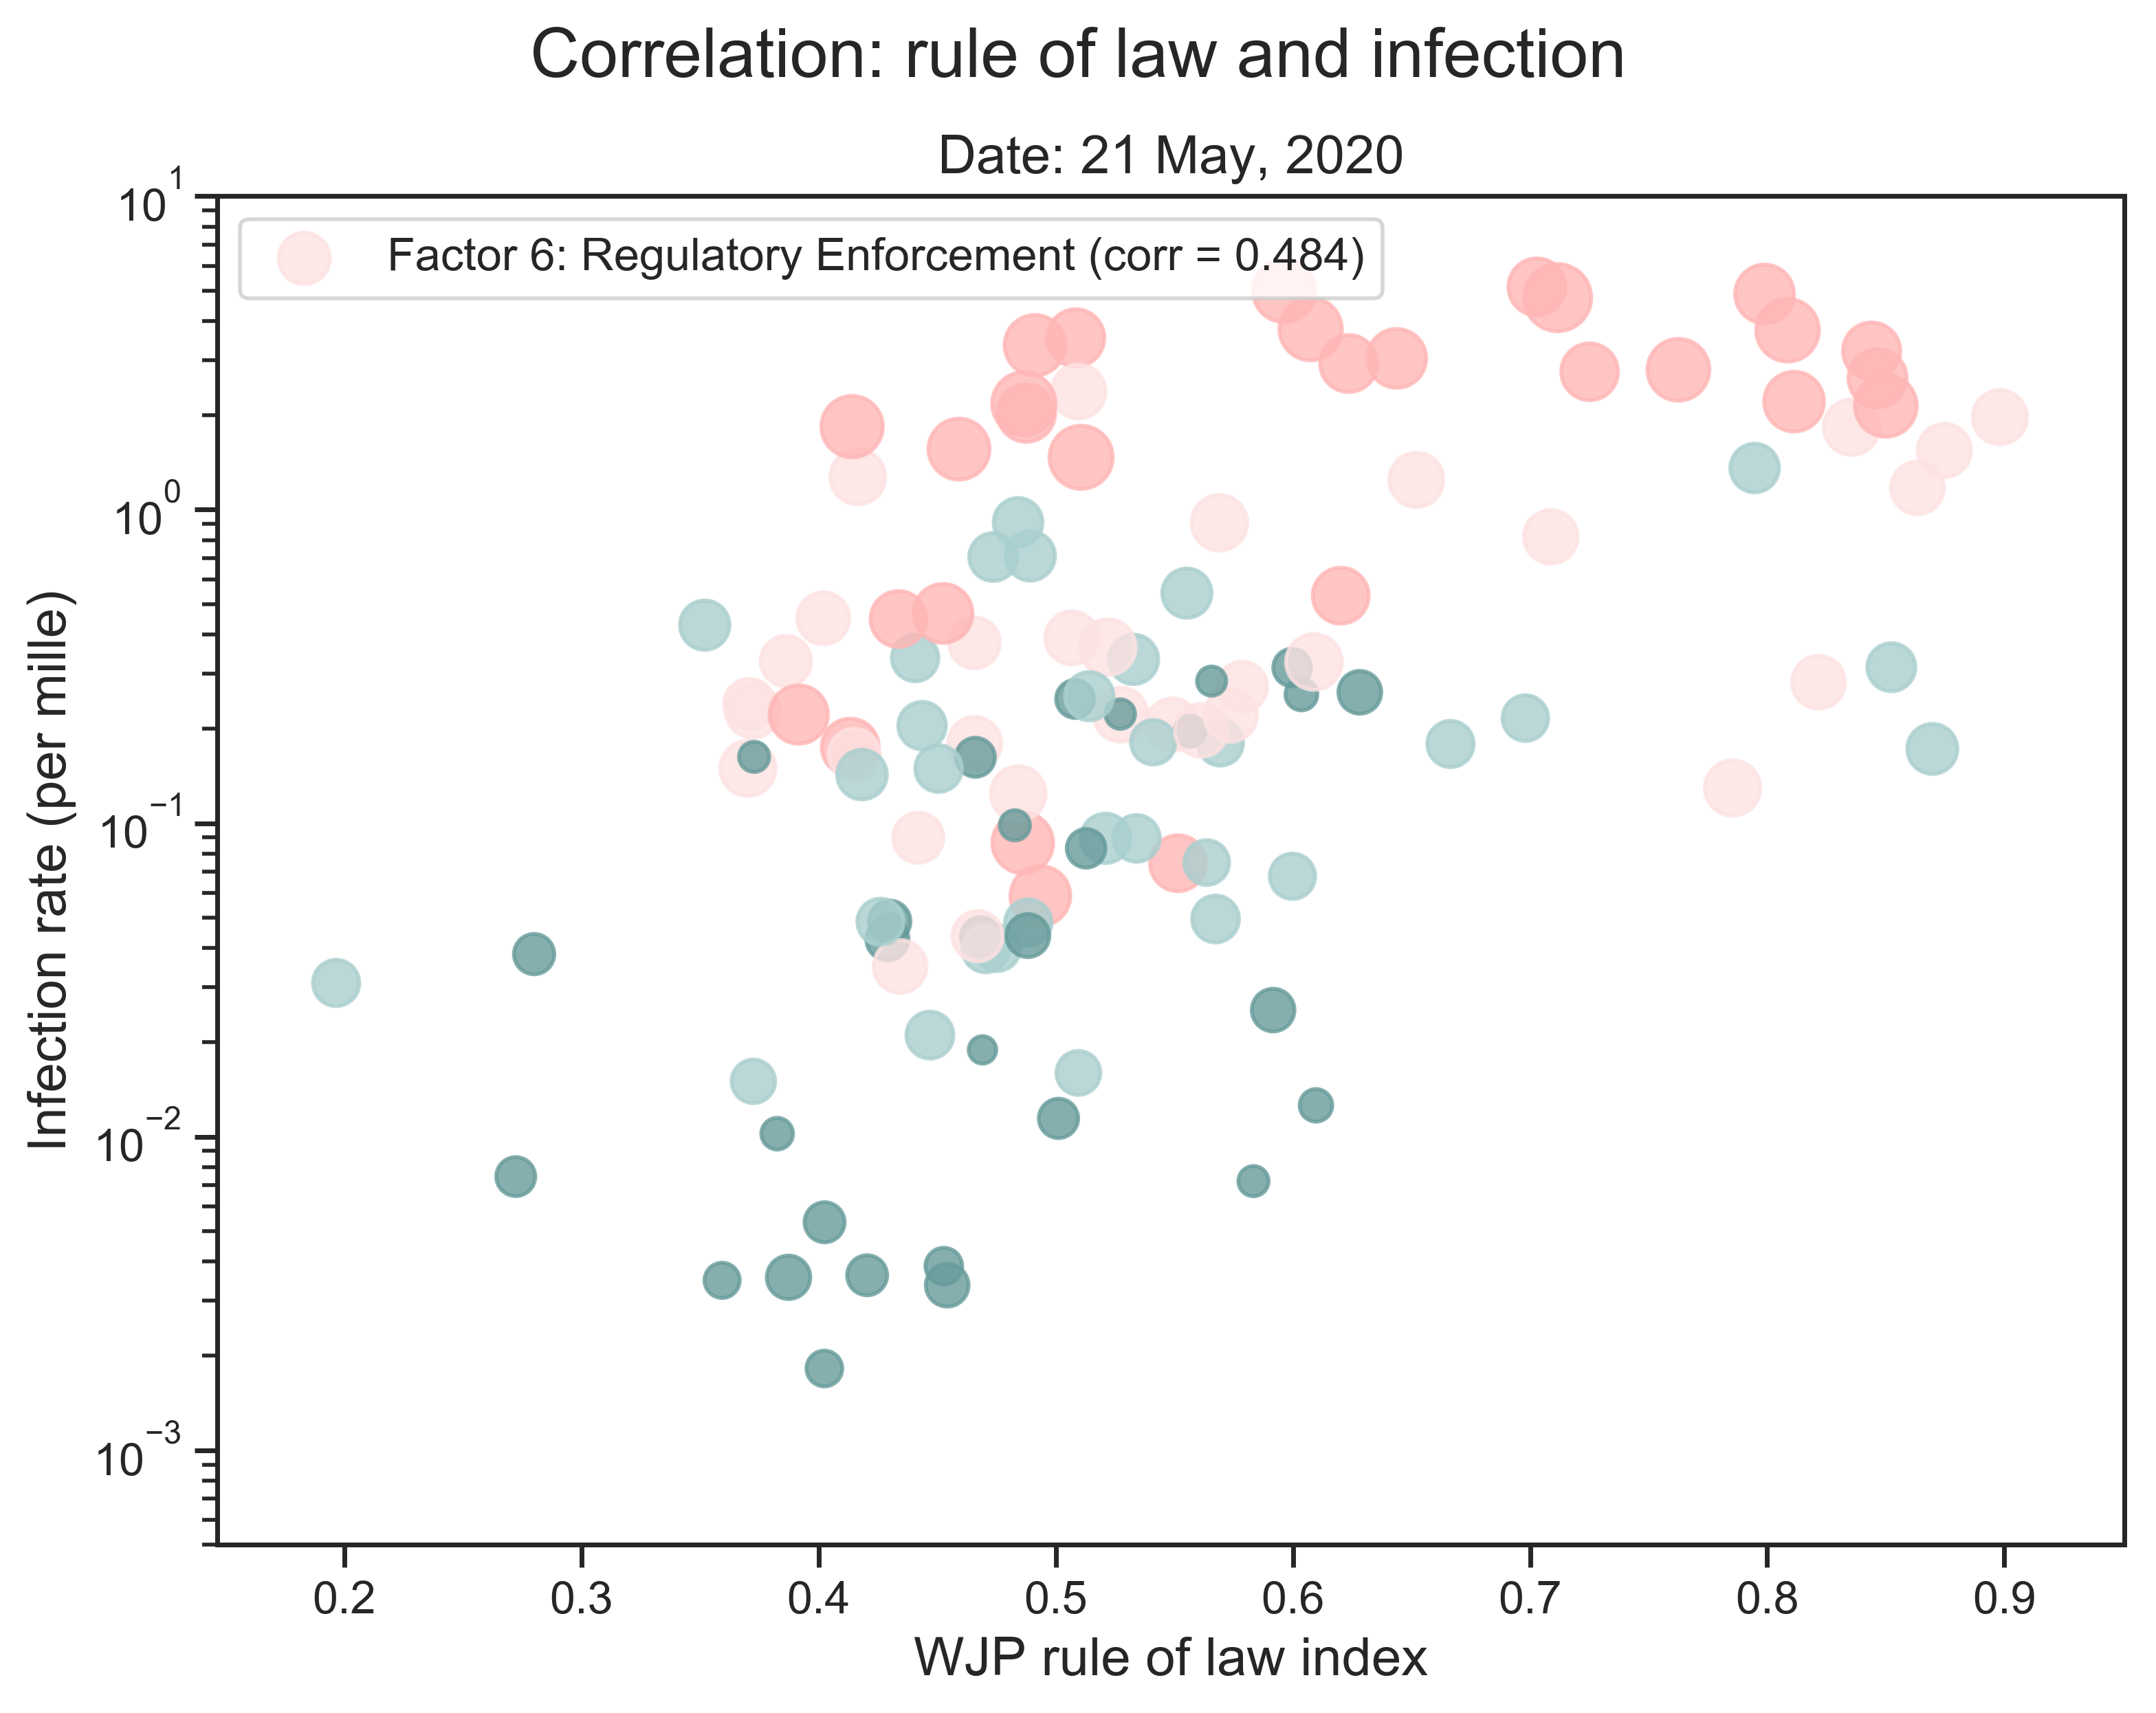 Correlation: rule of law and infection
Date: 21 May, 2020
Factor 6: Regulatory Enforcement (corr = 0.484)
Infection rate (per mille)
10^1
10^0
10^−1
10^−2
10^−3
0.2 0.3 0.4 0.5 0.6 0.7 0.8 0.9
WJP rule of law index